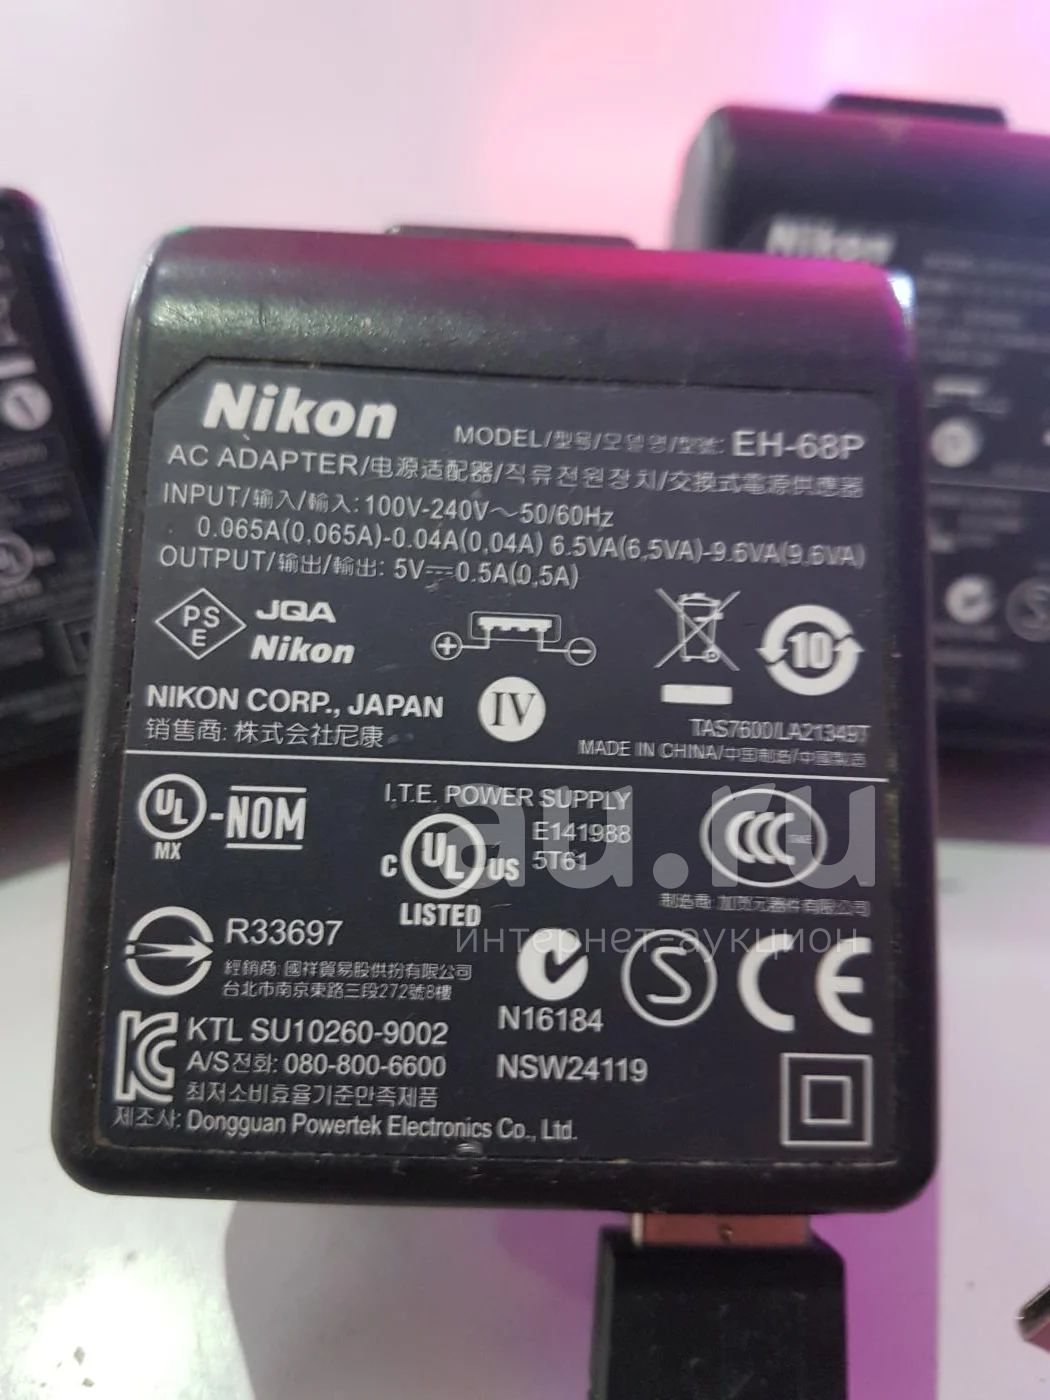 Nikon
MODEL/型号/모델명/型號: EH-68P
AC ADAPTER/电源适配器/직류전원장치/交換式電源供應器
INPUT/输入/輸入: 100V-240V～50/60Hz
0.065A(0,065A)-0.04A(0,04A) 6.5VA(6,5VA)-9.6VA(9,6VA)
OUTPUT/输出/輸出: 5V⎓0.5A(0,5A)
PS E
JQA
Nikon
+ −
10
NIKON CORP., JAPAN
销售商: 株式会社尼康
IV
TAS7600/LA21349T
MADE IN CHINA/中国制造/中國製造
UL - NOM
MX
I.T.E. POWER SUPPLY
C UL US
E141988
5T61
LISTED
CCC
au.ru
интернет-аукцион
R33697
經銷商: 國祥貿易股份有限公司
台北市南京東路三段272號8樓
N16184
NSW24119
S
CE
KC
KTL SU10260-9002
A/S전화: 080-800-6600
최저소비효율기준만족제품
제조사: Dongguan Powertek Electronics Co., Ltd.
Nikon